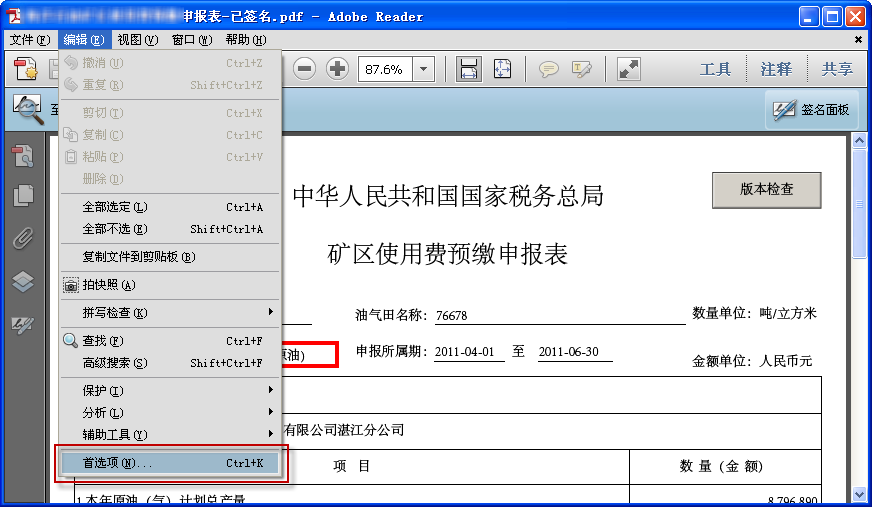 申报表-已签名.pdf - Adobe Reader
文件(F) 编辑(E) 视图(V) 窗口(W) 帮助(H)
87.6%
工具 注释 共享
签名面板
撤消(U) Ctrl+Z
重复(R) Shift+Ctrl+Z
剪切(T) Ctrl+X
复制(C) Ctrl+C
粘贴(P) Ctrl+V
删除(D)
全部选定(L) Ctrl+A
全部不选(E) Shift+Ctrl+A
复制文件到剪贴板(B)
拍快照(A)
拼写检查(K)
查找(F) Ctrl+F
高级搜索(S) Shift+Ctrl+F
保护(I)
分析(L)
辅助工具(Y)
首选项(N)... Ctrl+K
中华人民共和国国家税务总局
版本检查
矿区使用费预缴申报表
油气田名称: 76678
数量单位: 吨/立方米
原油)
申报所属期: 2011-04-01 至 2011-06-30
金额单位: 人民币元
有限公司湛江分公司
项 目
数 量 (金 额)
1.本年原油（气）计划总产量
8,796,890